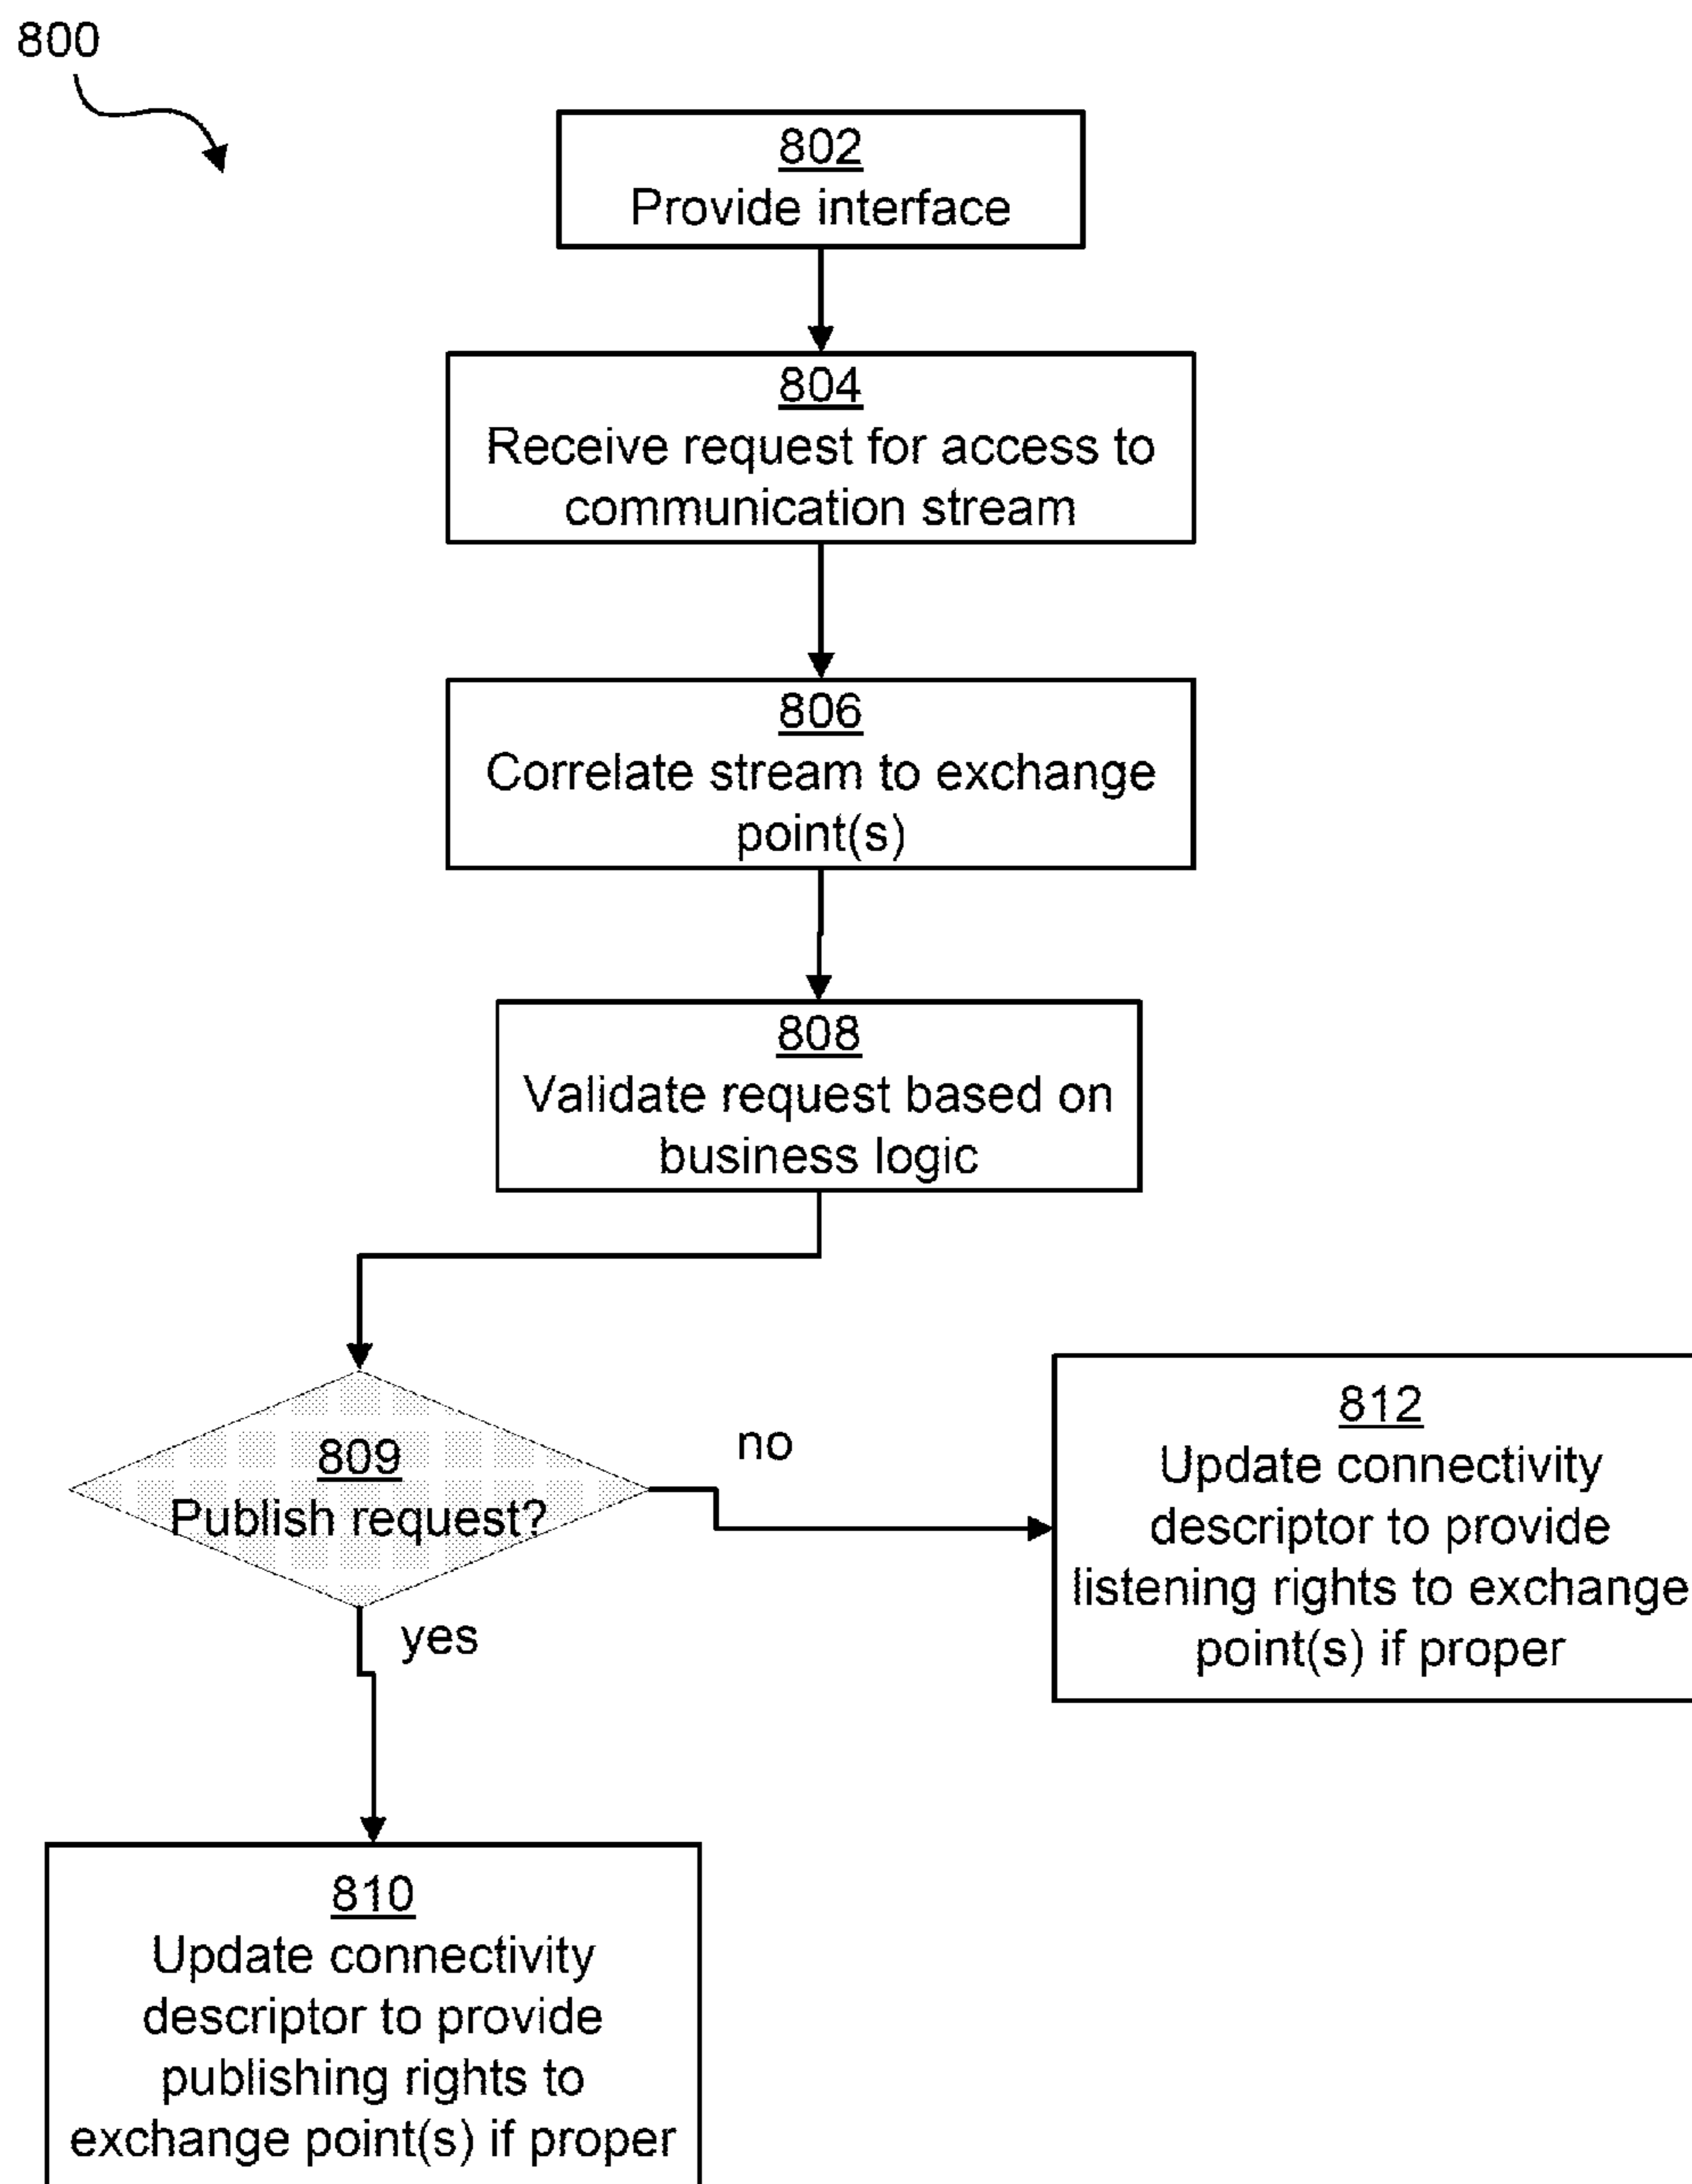 800
802
Provide interface
804
Receive request for access to
communication stream
806
Correlate stream to exchange
point(s)
808
Validate request based on
business logic
809
Publish request?
no
812
Update connectivity
descriptor to provide
listening rights to exchange
point(s) if proper
yes
810
Update connectivity
descriptor to provide
publishing rights to
exchange point(s) if proper